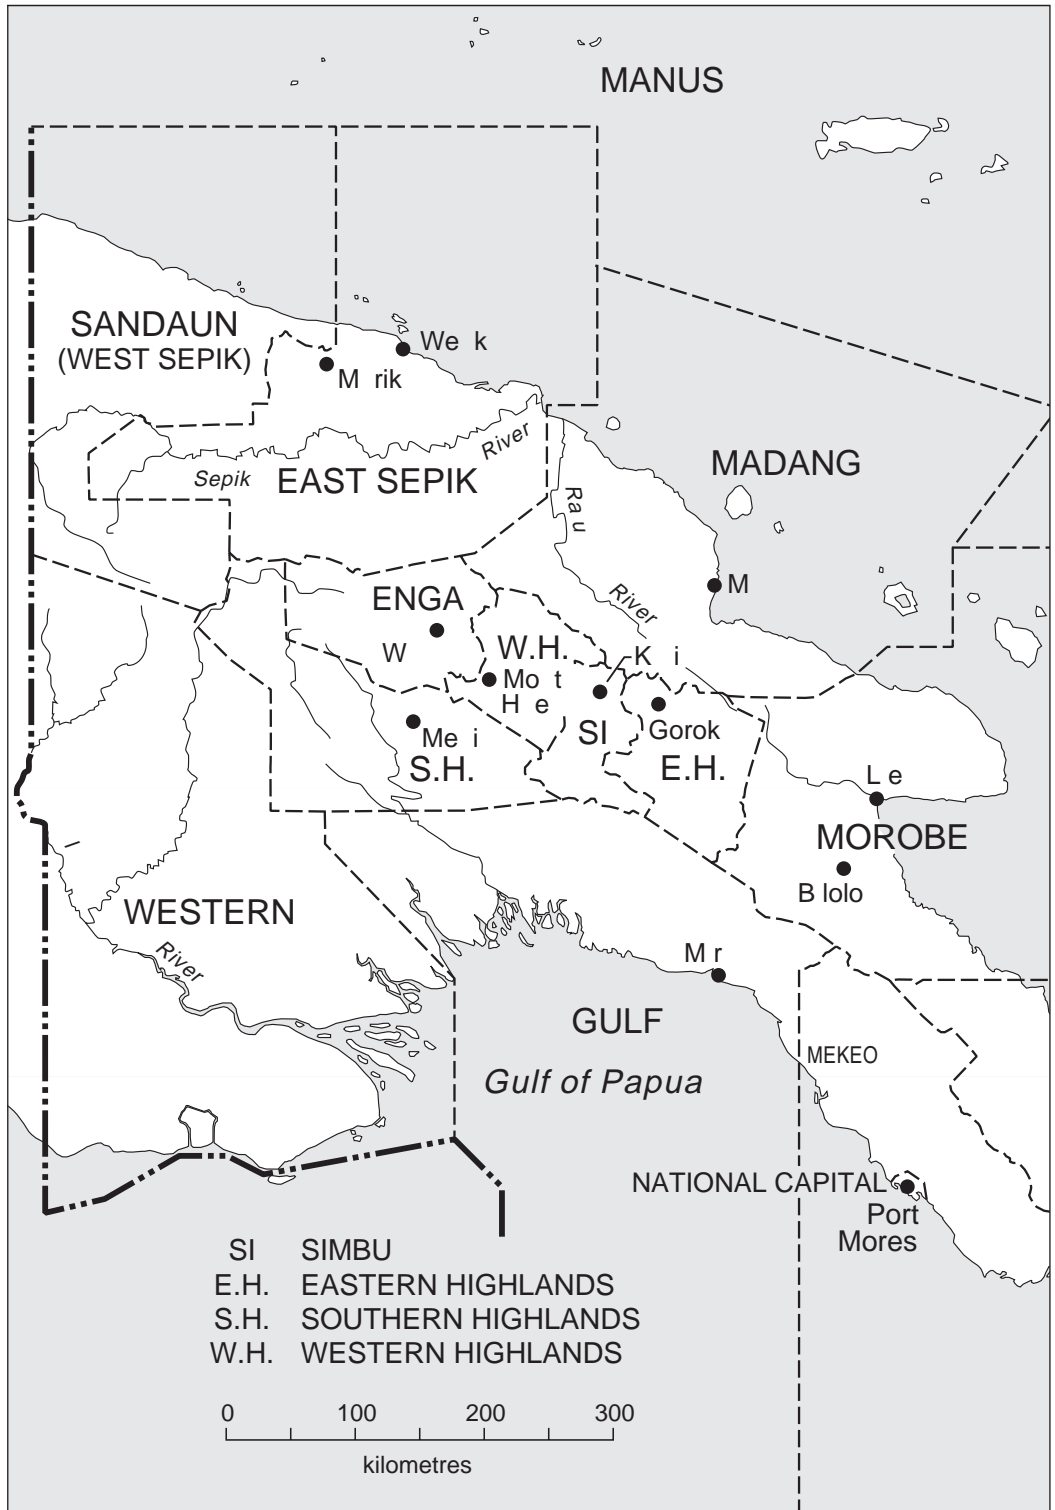 MANUS
SANDAUN
(WEST SEPIK)
We k
M rik
Sepik
River
EAST SEPIK
MADANG
Ra u
River
M
ENGA
W
W.H.
K i
Mo t
H e
SI
Gorok
E.H.
Me i
S.H.
L e
MOROBE
B lolo
WESTERN
River
M r
GULF
Gulf of Papua
MEKEO
NATIONAL CAPITAL
Port
Mores
SI SIMBU
E.H. EASTERN HIGHLANDS
S.H. SOUTHERN HIGHLANDS
W.H. WESTERN HIGHLANDS
0 100 200 300
kilometres